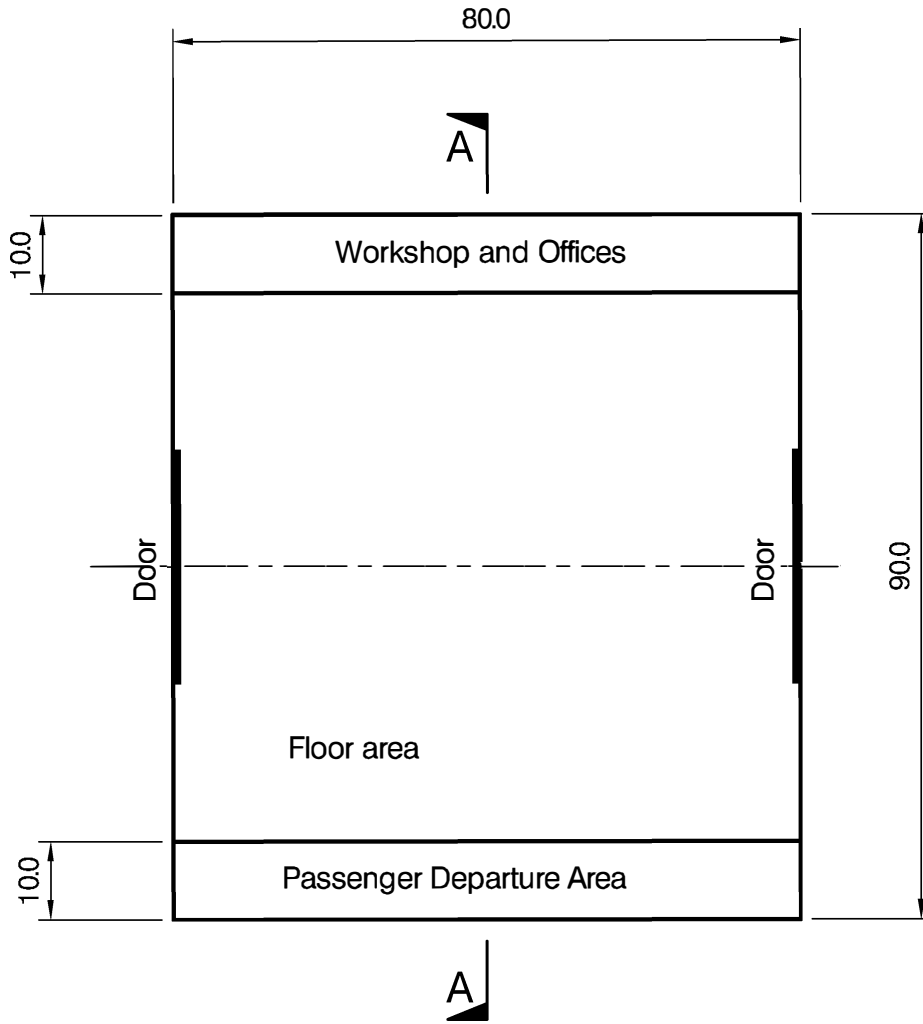 80.0
A
10.0
Workshop and Offices
Door
Door
90.0
Floor area
10.0
Passenger Departure Area
A